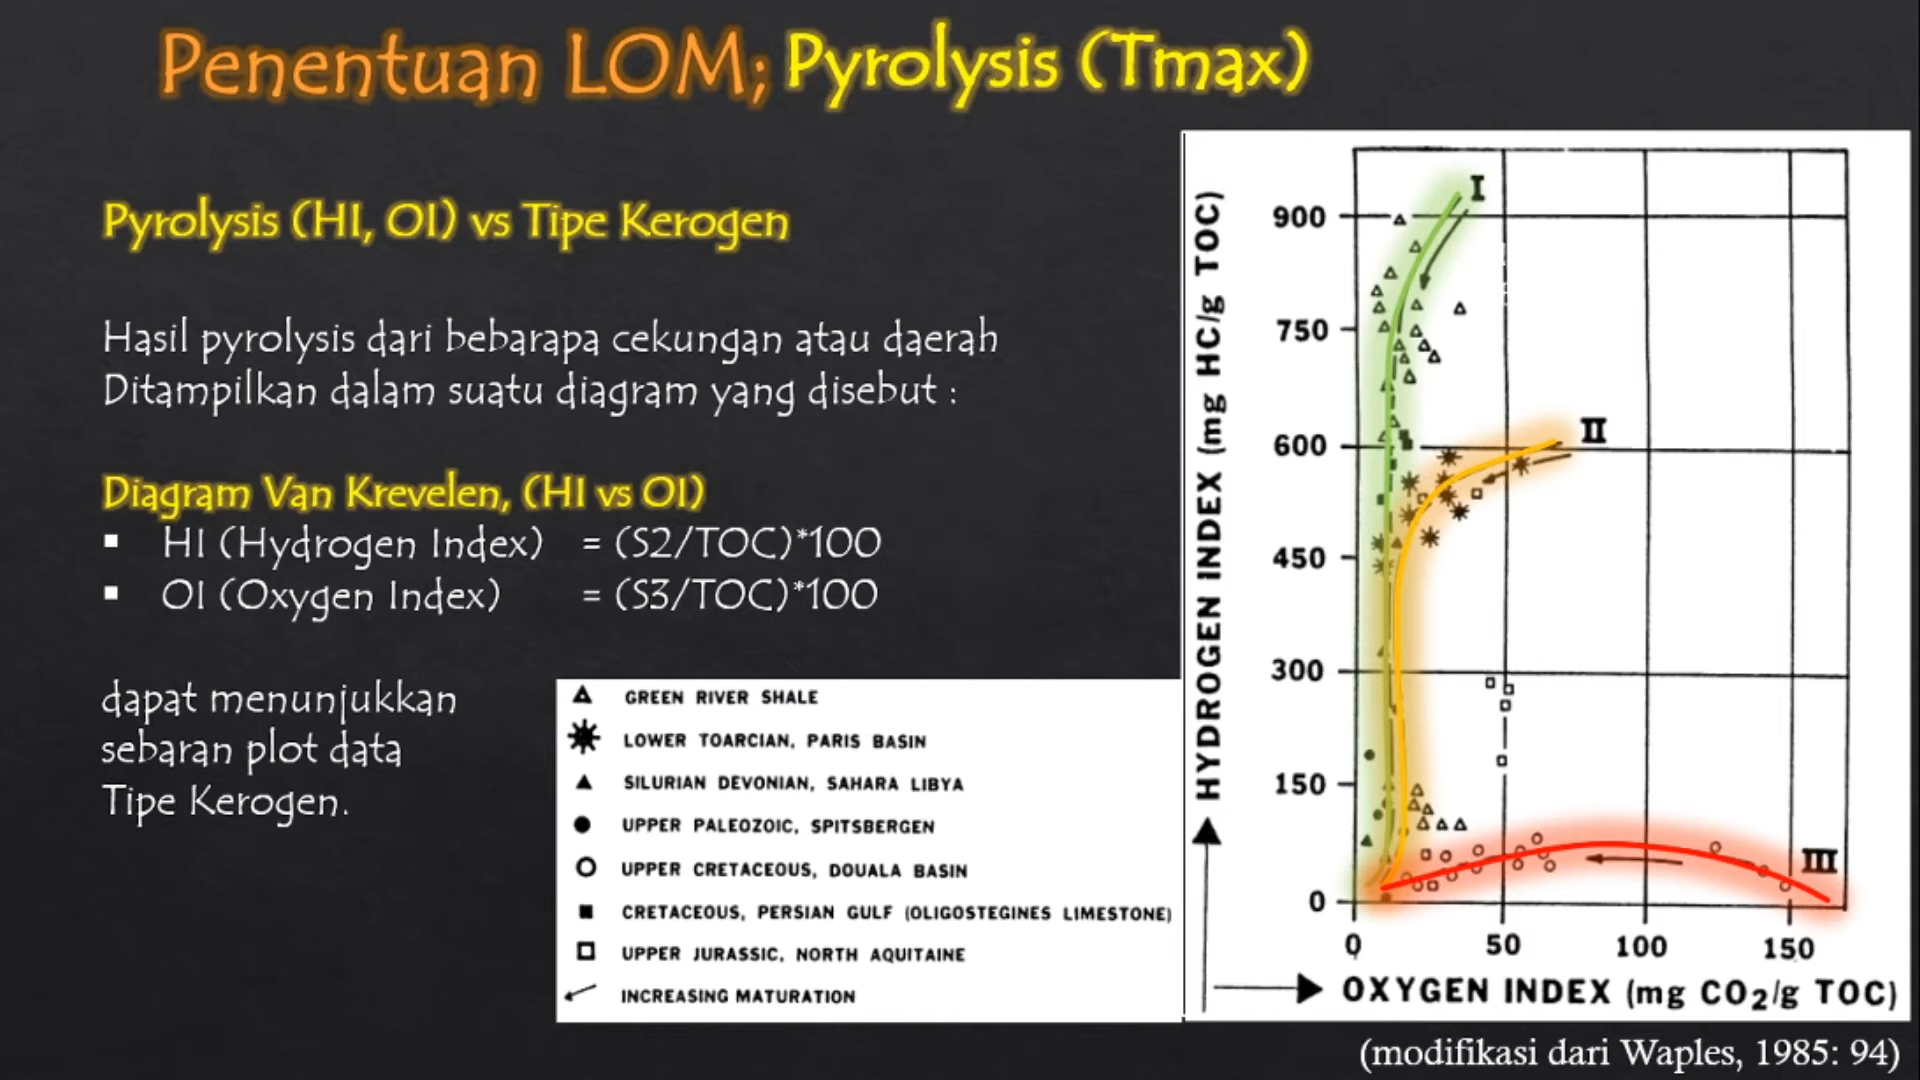 Penentuan LOM; Pyrolysis (Tmax)
Pyrolysis (HI, OI) vs Tipe Kerogen
Hasil pyrolysis dari bebarapa cekungan atau daerah
Ditampilkan dalam suatu diagram yang disebut :
Diagram Van Krevelen, (HI vs OI)
▪ HI (Hydrogen Index) = (S2/TOC)*100
▪ OI (Oxygen Index) = (S3/TOC)*100
dapat menunjukkan
sebaran plot data
Tipe Kerogen.
GREEN RIVER SHALE
LOWER TOARCIAN, PARIS BASIN
SILURIAN DEVONIAN, SAHARA LIBYA
UPPER PALEOZOIC, SPITSBERGEN
UPPER CRETACEOUS, DOUALA BASIN
CRETACEOUS, PERSIAN GULF (OLIGOSTEGINES LIMESTONE)
UPPER JURASSIC, NORTH AQUITAINE
INCREASING MATURATION
HYDROGEN INDEX (mg HC/g TOC)
900
750
600
450
300
150
0
I
II
III
0 50 100 150
OXYGEN INDEX (mg CO2/g TOC)
(modifikasi dari Waples, 1985: 94)